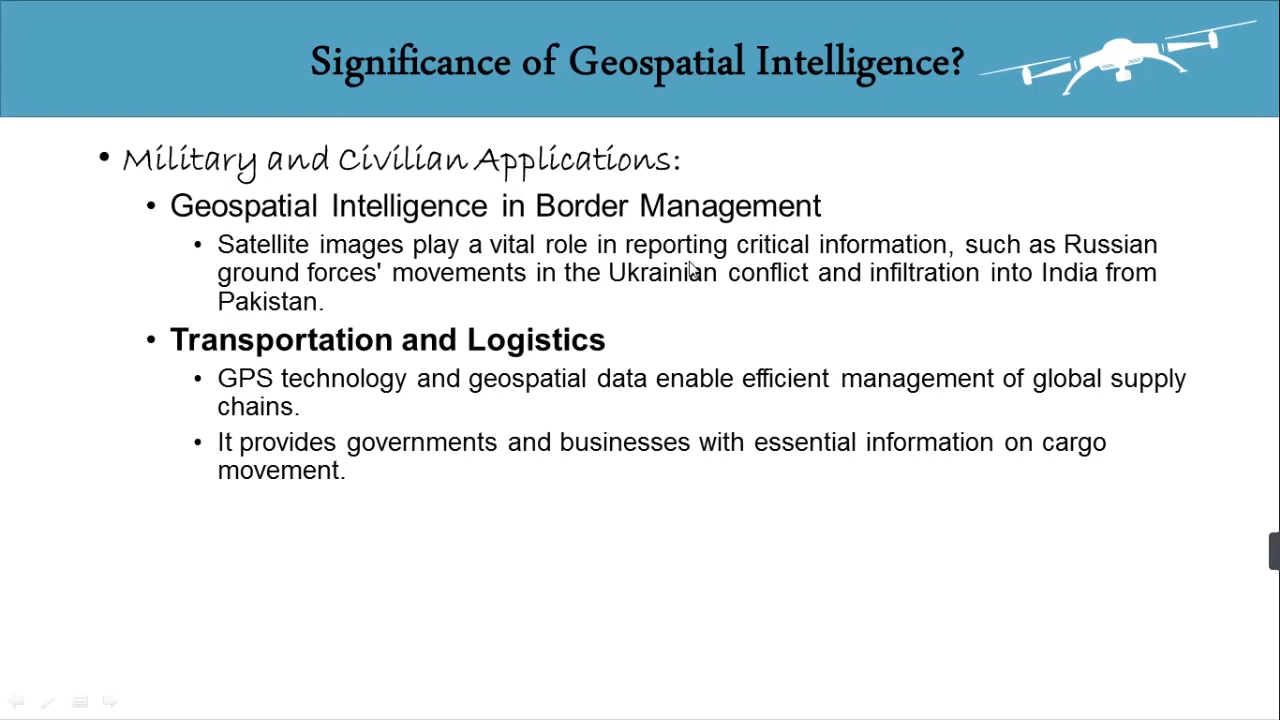 Significance of Geospatial Intelligence?
• Military and Civilian Applications:
• Geospatial Intelligence in Border Management
• Satellite images play a vital role in reporting critical information, such as Russian
ground forces' movements in the Ukrainian conflict and infiltration into India from
Pakistan.
• Transportation and Logistics
• GPS technology and geospatial data enable efficient management of global supply
chains.
• It provides governments and businesses with essential information on cargo
movement.